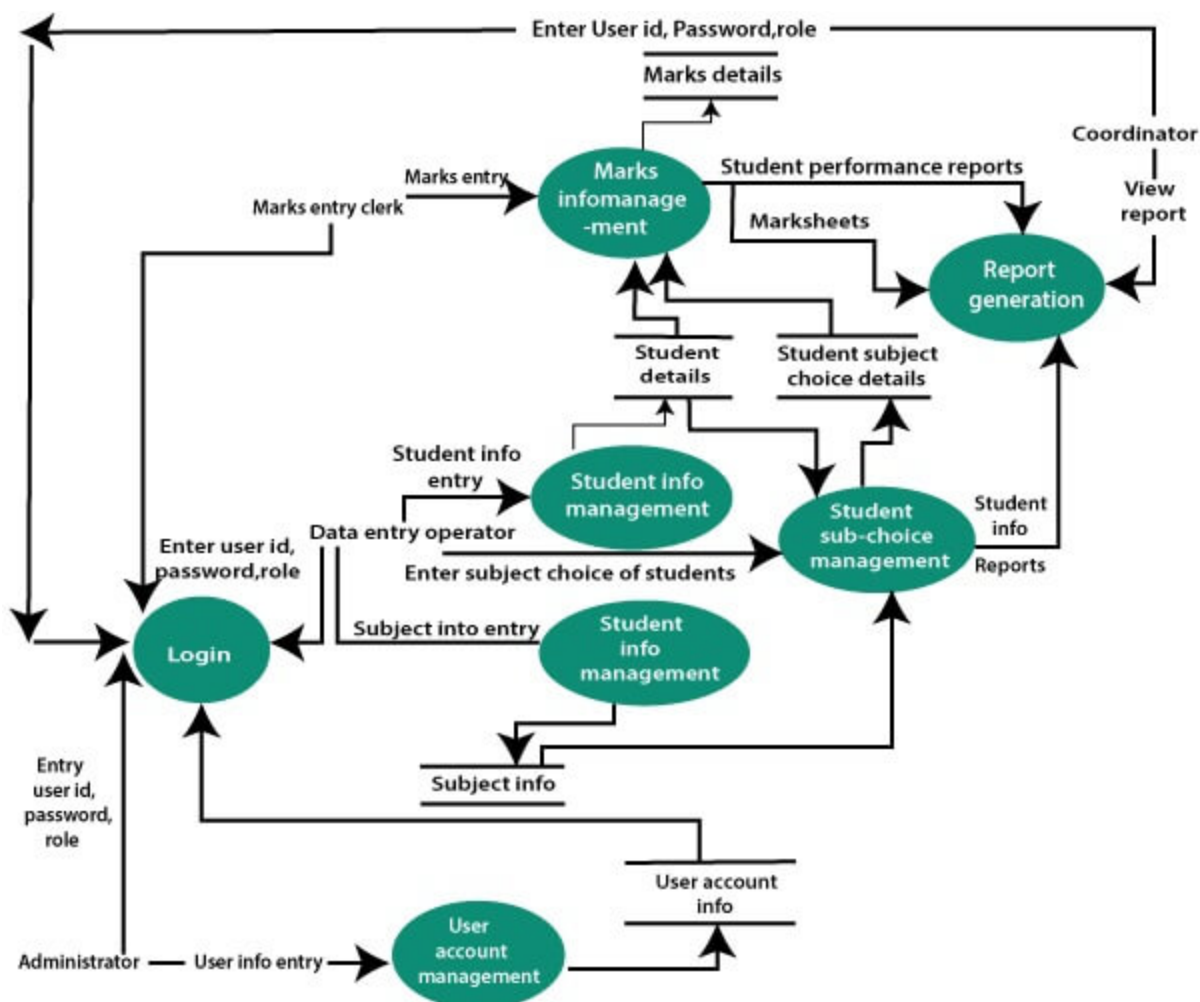 Enter User id, Password,role
Marks details
Coordinator
Marks entry
Marks
infomanage
-ment
Student performance reports
View
report
Marks entry clerk
Marksheets
Report
generation
Student
details
Student subject
choice details
Student info
entry
Student info
management
Student
sub-choice
management
Student
info
Reports
Data entry operator
Enter user id,
password,role
Enter subject choice of students
Login
Subject into entry
Student
info
management
Entry
user id,
password,
role
Subject info
User account
info
User
account
management
Administrator
User info entry